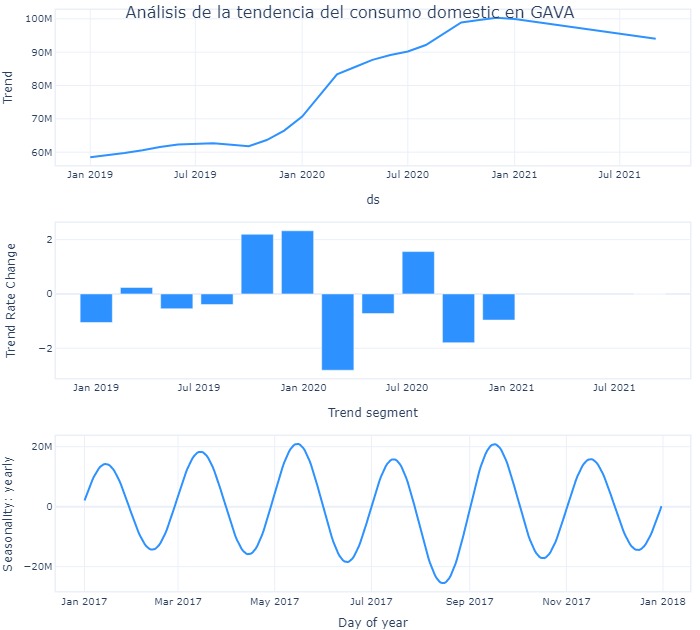 Análisis de la tendencia del consumo domestic en GAVA
100M
90M
80M
70M
60M
Trend
Jan 2019 Jul 2019 Jan 2020 Jul 2020 Jan 2021 Jul 2021
ds
2
0
−2
Trend Rate Change
Jan 2019 Jul 2019 Jan 2020 Jul 2020 Jan 2021 Jul 2021
Trend segment
20M
0
−20M
Seasonality: yearly
Jan 2017 Mar 2017 May 2017 Jul 2017 Sep 2017 Nov 2017 Jan 2018
Day of year